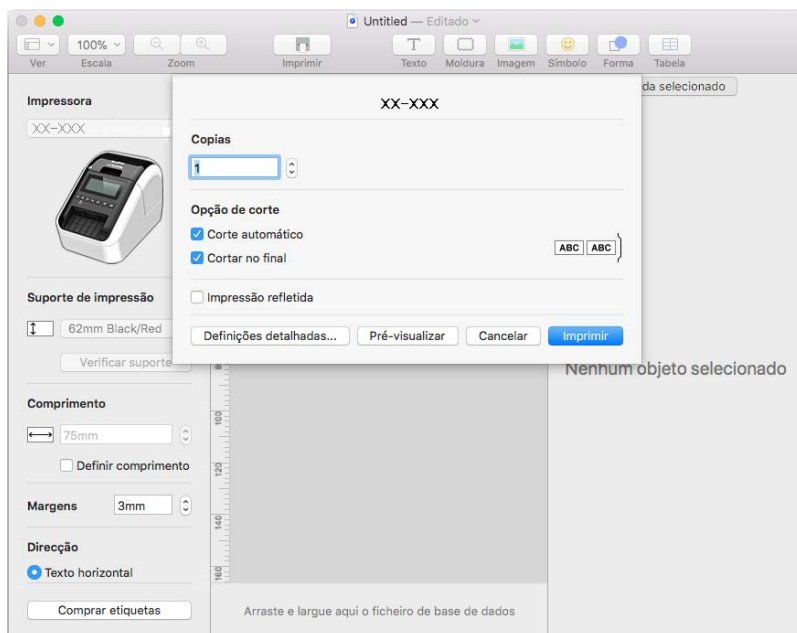 Untitled — Editado
100%
Ver Escala Zoom Imprimir Texto Moldura Imagem Símbolo Forma Tabela
da selecionado
Impressora
XX-XXX
XX-XXX
Copias
1
Opção de corte
Corte automático
Cortar no final
ABC ABC
Impressão refletida
Definições detalhadas... Pré-visualizar Cancelar Imprimir
Suporte de impressão
62mm Black/Red
Verificar suporte
Nenhum objeto selecionado
Comprimento
75mm
Definir comprimento
Margens 3mm
Direcção
Texto horizontal
Comprar etiquetas
100
120
140
160
Arraste e largue aqui o ficheiro de base de dados